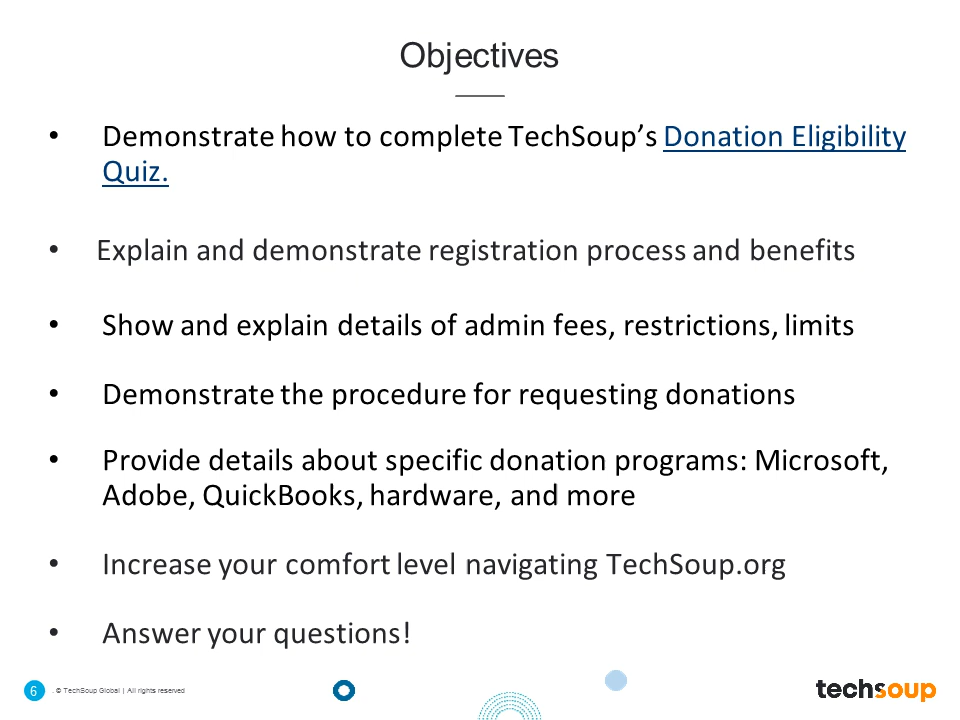 Objectives
• Demonstrate how to complete TechSoup’s Donation Eligibility
Quiz.
• Explain and demonstrate registration process and benefits
• Show and explain details of admin fees, restrictions, limits
• Demonstrate the procedure for requesting donations
• Provide details about specific donation programs: Microsoft,
Adobe, QuickBooks, hardware, and more
• Increase your comfort level navigating TechSoup.org
• Answer your questions!
6 . © TechSoup Global | All rights reserved
techsoup